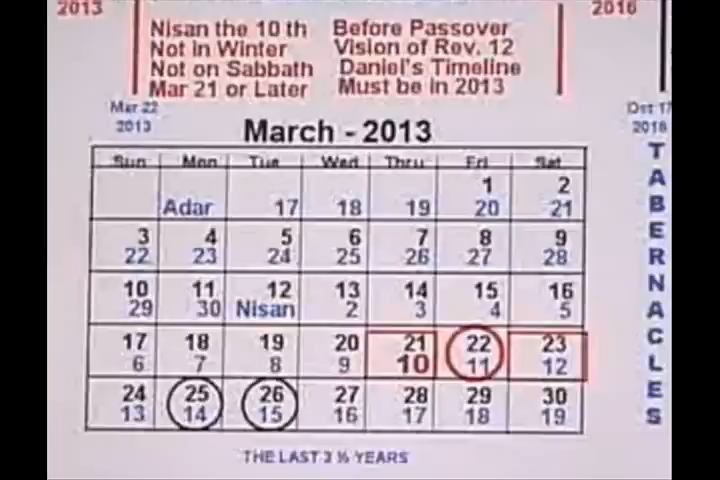 2013
2016
Nisan the 10 th Before Passover
Not in Winter Vision of Rev. 12
Not on Sabbath Daniel's Timeline
Mar 21 or Later Must be in 2013
Mar 22
2013
March - 2013
Oct 17
2016
Sun Mon Tue Wed Thru Fri Sat
1 2
Adar 17 18 19 20 21
3 4 5 6 7 8 9
22 23 24 25 26 27 28
10 11 12 13 14 15 16
29 30 Nisan 2 3 4 5
17 18 19 20 21 22 23
6 7 8 9 10 11 12
24 25 26 27 28 29 30
13 14 15 16 17 18 19
THE LAST 3 ½ YEARS
TABERNACLES